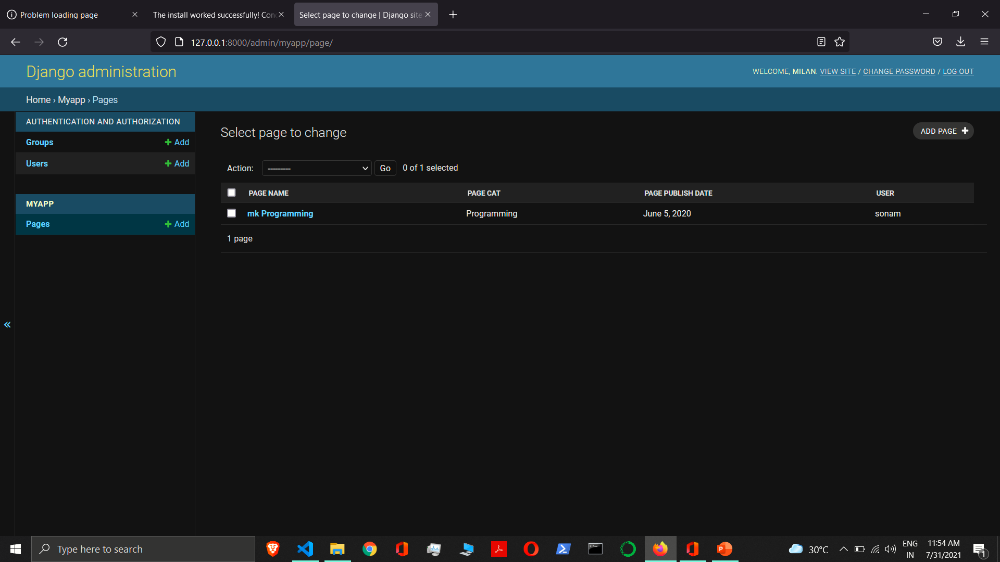 Problem loading page
The install worked successfully! Con
Select page to change | Django site
127.0.0.1:8000/admin/myapp/page/
Django administration
WELCOME, MILAN. VIEW SITE / CHANGE PASSWORD / LOG OUT
Home › Myapp › Pages
AUTHENTICATION AND AUTHORIZATION
Groups
Add
Users
Add
MYAPP
Pages
Add
Select page to change
ADD PAGE
Action: --------- Go 0 of 1 selected
PAGE NAME PAGE CAT PAGE PUBLISH DATE USER
mk Programming Programming June 5, 2020 sonam
1 page
Type here to search
30°C
ENG
IN
11:54 AM
7/31/2021
1